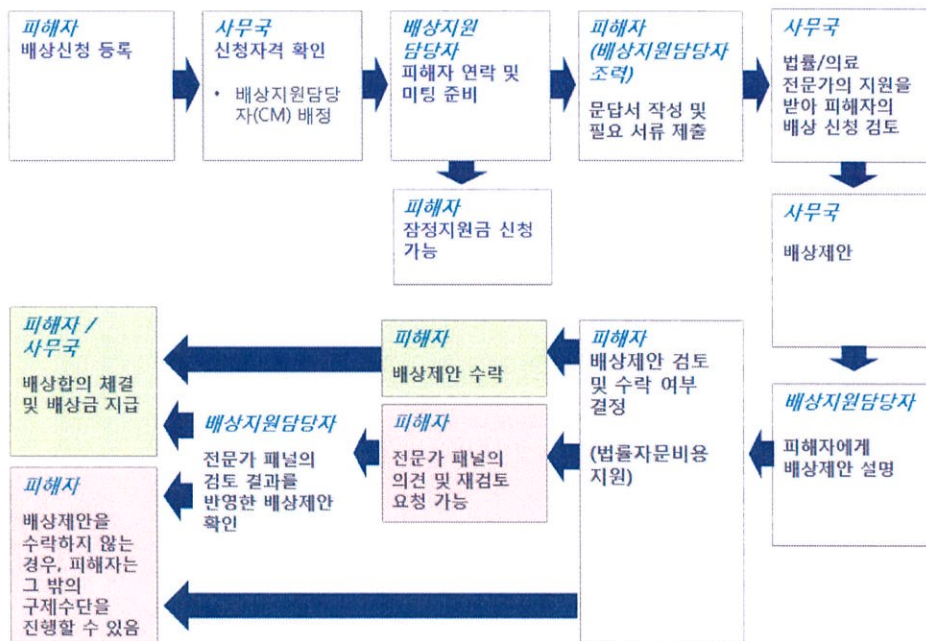 피해자
배상신청 등록
사무국
신청자격 확인
• 배상지원담당
자(CM) 배정
배상지원
담당자
피해자 연락 및
미팅 준비
피해자
(배상지원담당자
조력)
문답서 작성 및
필요 서류 제출
사무국
법률/의료
전문가의 지원을
받아 피해자의
배상 신청 검토
피해자
잠정지원금 신청
가능
사무국
배상제안
배상지원담당자
피해자에게
배상제안 설명
피해자
배상제안 검토
및 수락 여부
결정
(법률자문비용
지원)
피해자
배상제안 수락
피해자
전문가 패널의
의견 및 재검토
요청 가능
배상지원담당자
전문가 패널의
검토 결과를
반영한 배상제안
확인
피해자 /
사무국
배상합의 체결
및 배상금 지급
피해자
배상제안을
수락하지 않는
경우, 피해자는
그 밖의
구제수단을
진행할 수 있음